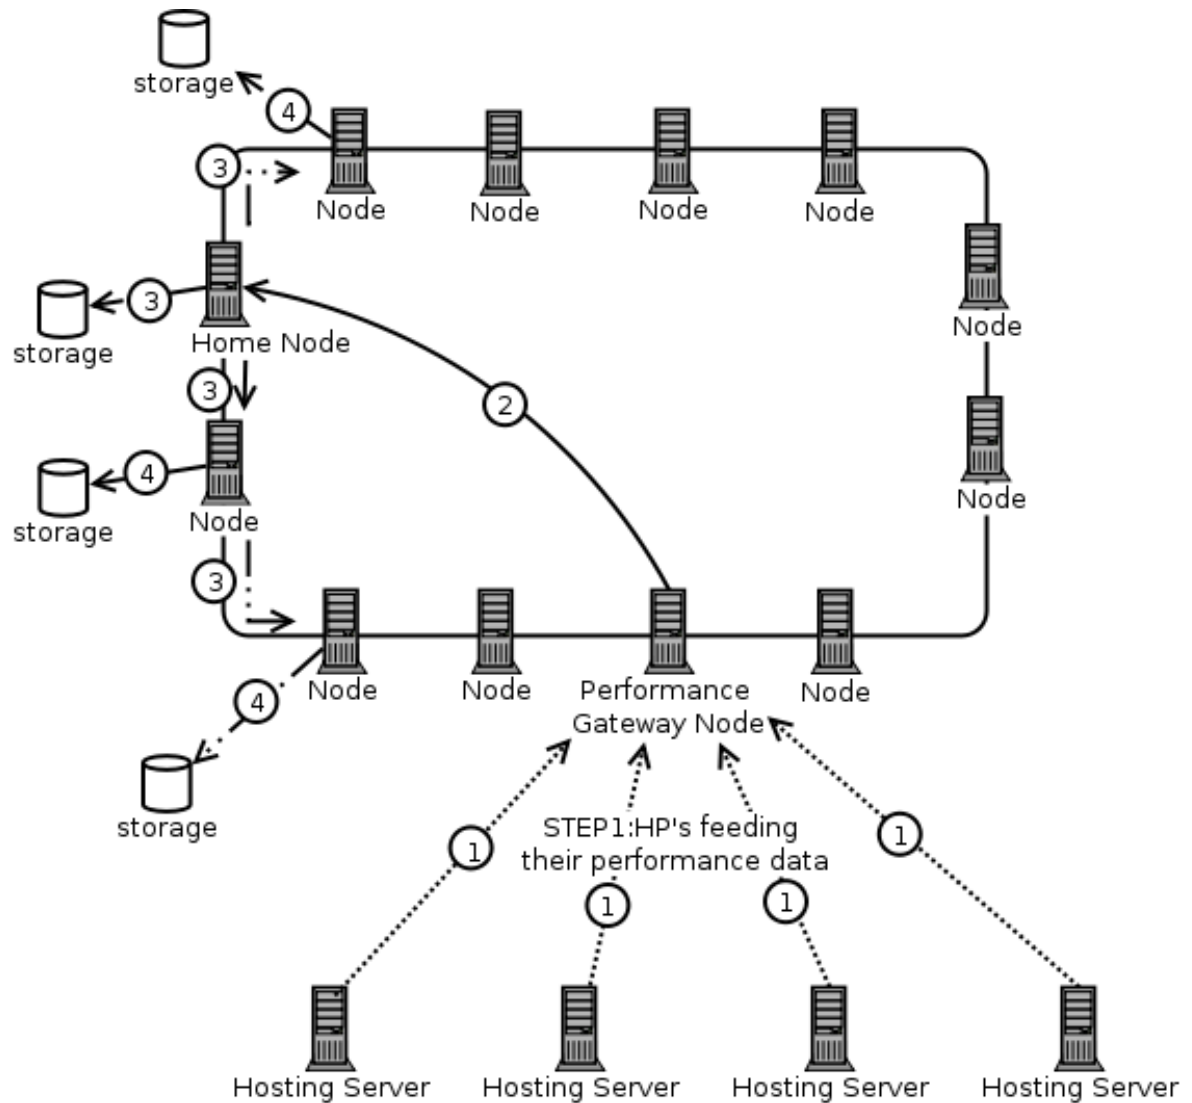 storage
4
3
Node
Node
Node
Node
3
storage
Home Node
Node
3
2
4
storage
Node
Node
3
4
Node
Node
Performance
Gateway Node
Node
storage
1
STEP1:HP's feeding
their performance data
1
1
1
Hosting Server
Hosting Server
Hosting Server
Hosting Server